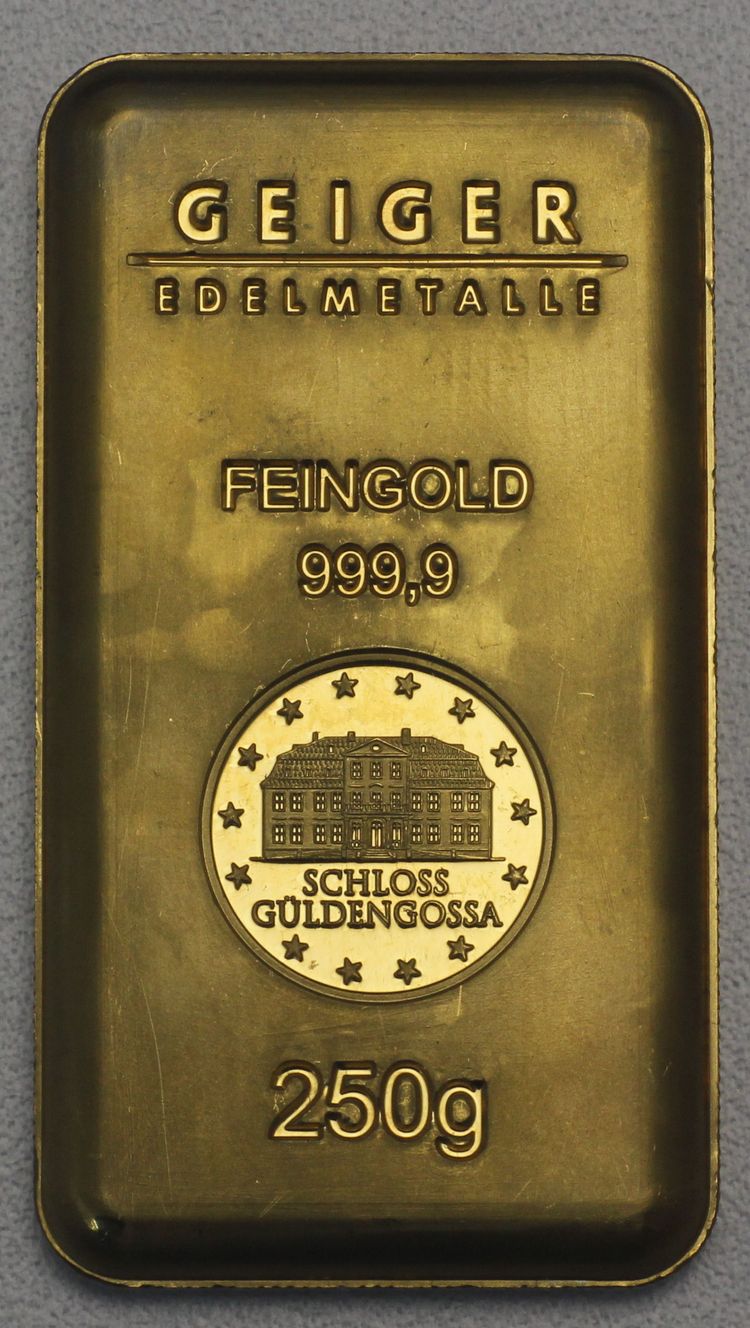 GEIGER
EDELMETALLE
FEINGOLD
999,9
SCHLOSS
GÜLDENGOSSA
250g